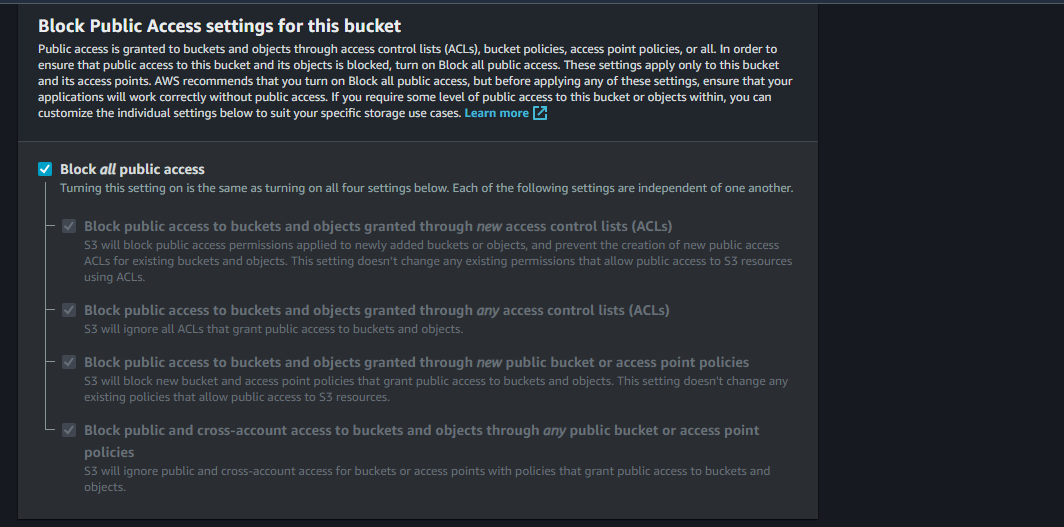 Block Public Access settings for this bucket
Public access is granted to buckets and objects through access control lists (ACLs), bucket policies, access point policies, or all. In order to
ensure that public access to this bucket and its objects is blocked, turn on Block all public access. These settings apply only to this bucket
and its access points. AWS recommends that you turn on Block all public access, but before applying any of these settings, ensure that your
applications will work correctly without public access. If you require some level of public access to this bucket or objects within, you can
customize the individual settings below to suit your specific storage use cases. Learn more
Block all public access
Turning this setting on is the same as turning on all four settings below. Each of the following settings are independent of one another.
Block public access to buckets and objects granted through new access control lists (ACLs)
S3 will block public access permissions applied to newly added buckets or objects, and prevent the creation of new public access
ACLs for existing buckets and objects. This setting doesn't change any existing permissions that allow public access to S3 resources
using ACLs.
Block public access to buckets and objects granted through any access control lists (ACLs)
S3 will ignore all ACLs that grant public access to buckets and objects.
Block public access to buckets and objects granted through new public bucket or access point policies
S3 will block new bucket and access point policies that grant public access to buckets and objects. This setting doesn't change any
existing policies that allow public access to S3 resources.
Block public and cross-account access to buckets and objects through any public bucket or access point
policies
S3 will ignore public and cross-account access for buckets or access points with policies that grant public access to buckets and
objects.